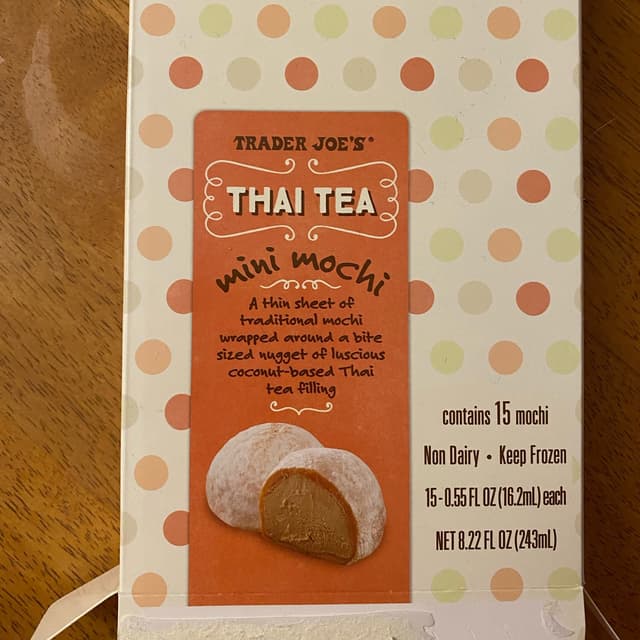 TRADER JOE'S®
THAI TEA
mini mochi
A thin sheet of
traditional mochi
wrapped around a bite
sized nugget of luscious
coconut-based Thai
tea filling
contains 15 mochi
Non Dairy • Keep Frozen
15-0.55 FL OZ (16.2mL) each
NET 8.22 FL OZ (243mL)